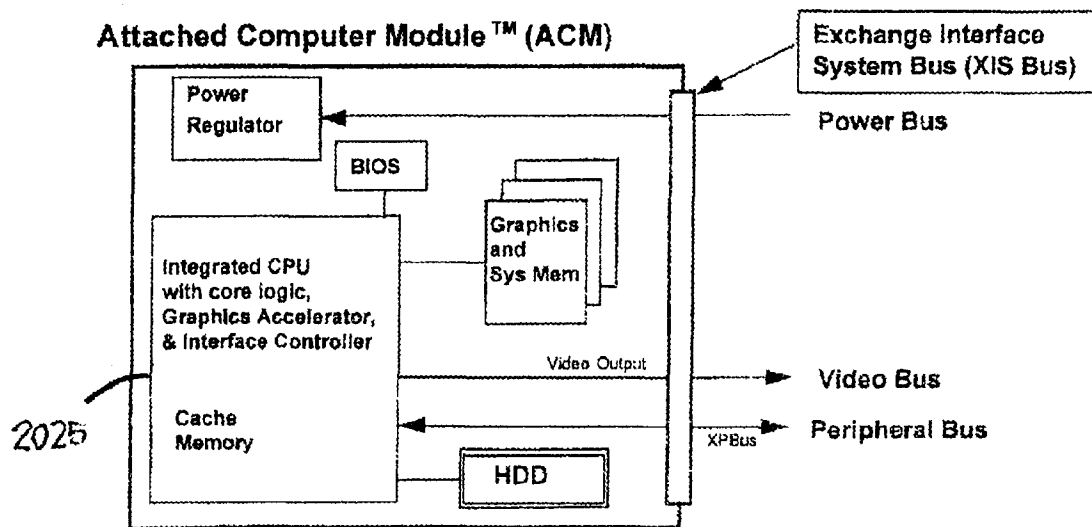 Attached Computer Module™ (ACM)
Exchange Interface
System Bus (XIS Bus)
Power
Regulator
Power Bus
BIOS
Graphics
and
Sys Mem
Integrated CPU
with core logic,
Graphics Accelerator,
& Interface Controller
Video Output
Video Bus
2025
Cache
Memory
XPBus
Peripheral Bus
HDD